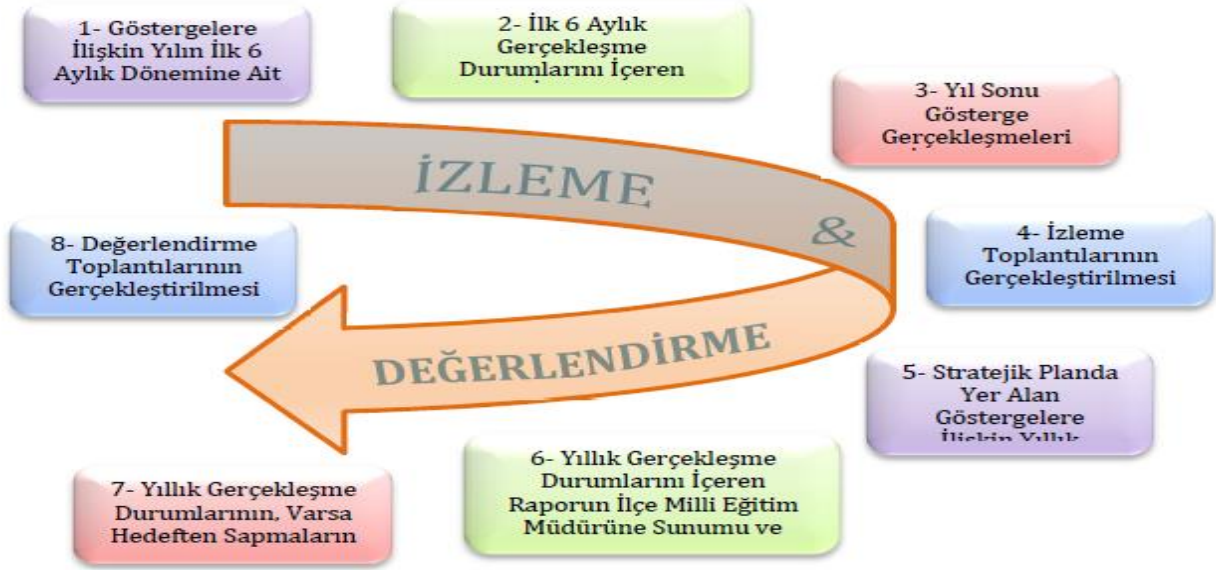 1- Göstergelere
İlişkin Yılın İlk 6
Aylık Dönemine Ait
2- İlk 6 Aylık
Gerçekleşme
Durumlarını İçeren
3- Yıl Sonu
Gösterge
Gerçekleşmeleri
İZLEME
&
4- İzleme
Toplantılarının
Gerçekleştirilmesi
8- Değerlendirme
Toplantılarının
Gerçekleştirilmesi
DEĞERLENDİRME
5- Stratejik Planda
Yer Alan
Göstergelere
İlişkin Yıllık
6- Yıllık Gerçekleşme
Durumlarını İçeren
Raporun İlçe Milli Eğitim
Müdürüne Sunumu ve
7- Yıllık Gerçekleşme
Durumlarının, Varsa
Hedeften Sapmaların